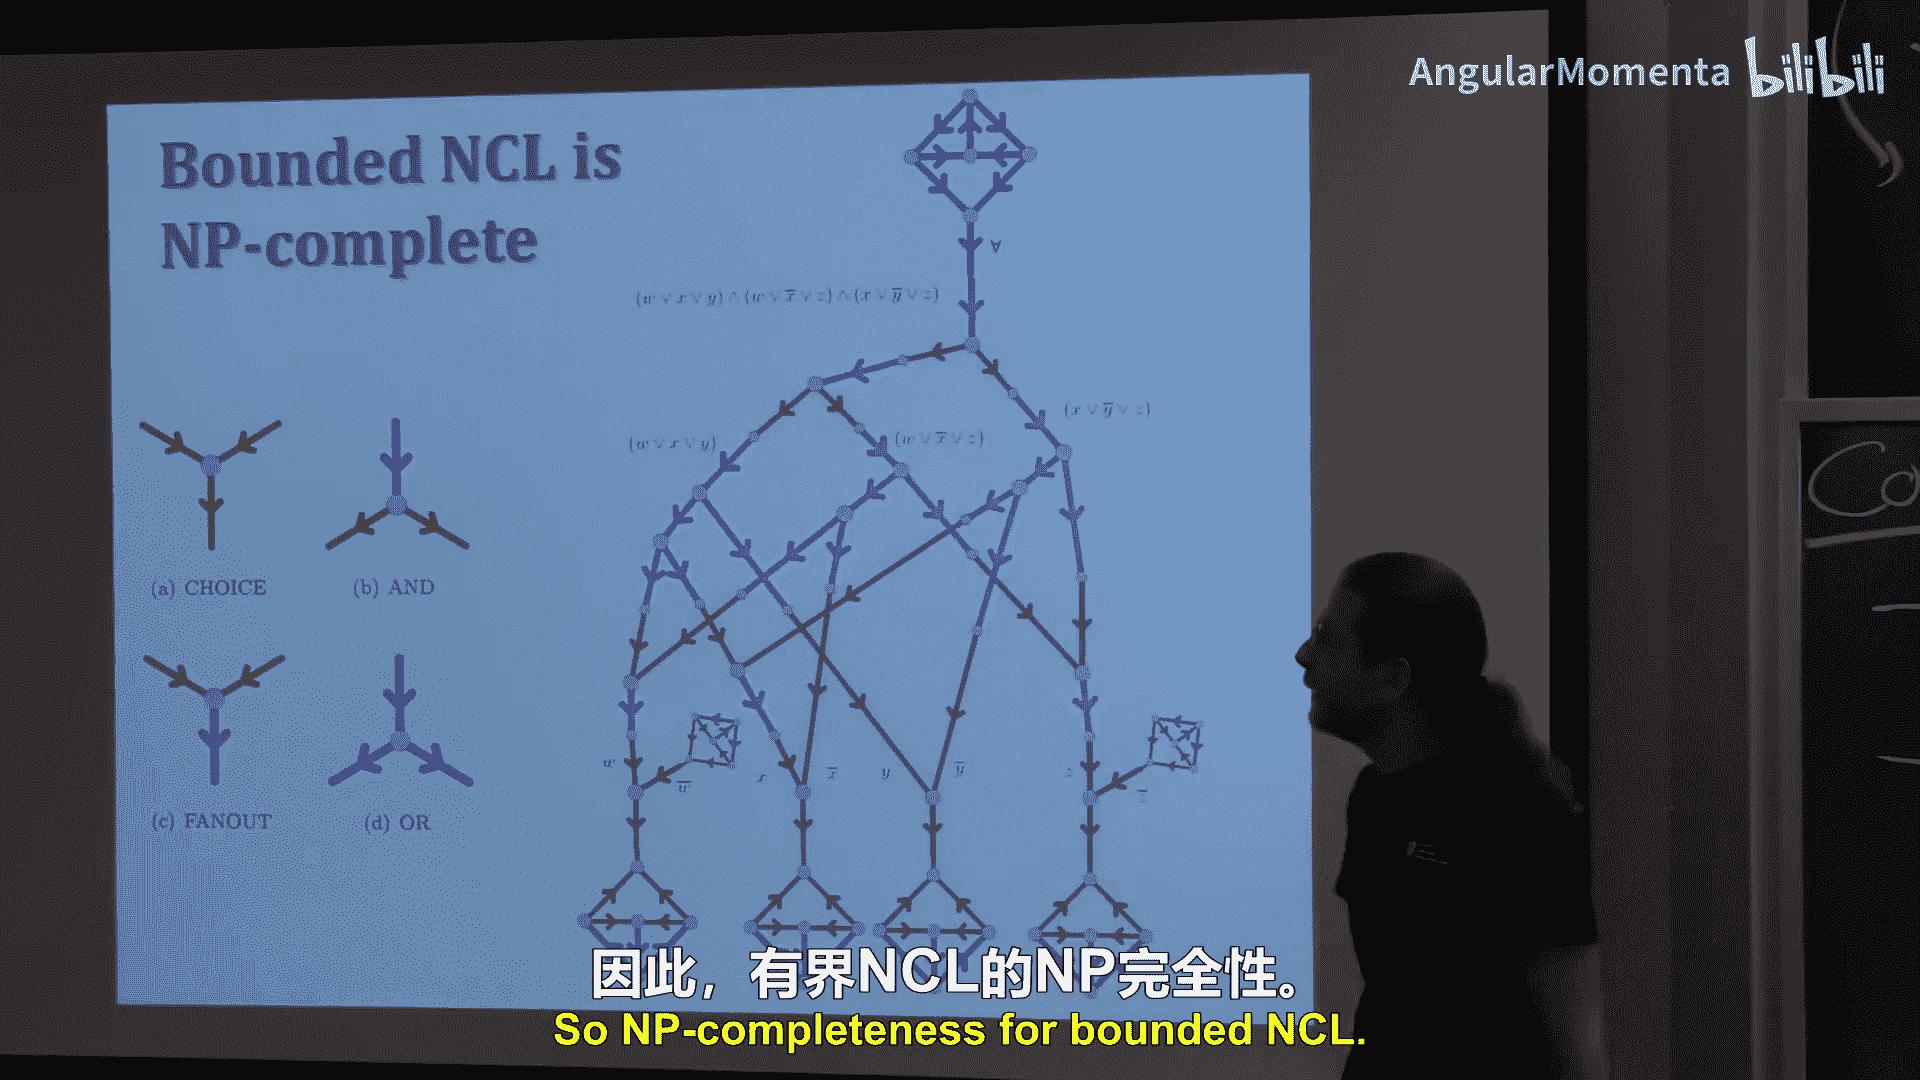 AngularMomenta bilibili
Bounded NCL is
NP-complete
∀
(w ∨ x ∨ y) ∧ (w ∨ x̅ ∨ z) ∧ (x ∨ y̅ ∨ z)
(x ∨ y̅ ∨ z)
(w ∨ x ∨ y)
(w ∨ x̅ ∨ z)
(a) CHOICE
(b) AND
w
w̅
x
x̅
y
y̅
z
z̅
(c) FANOUT
(d) OR
因此，有界NCL的NP完全性。
So NP-completeness for bounded NCL.